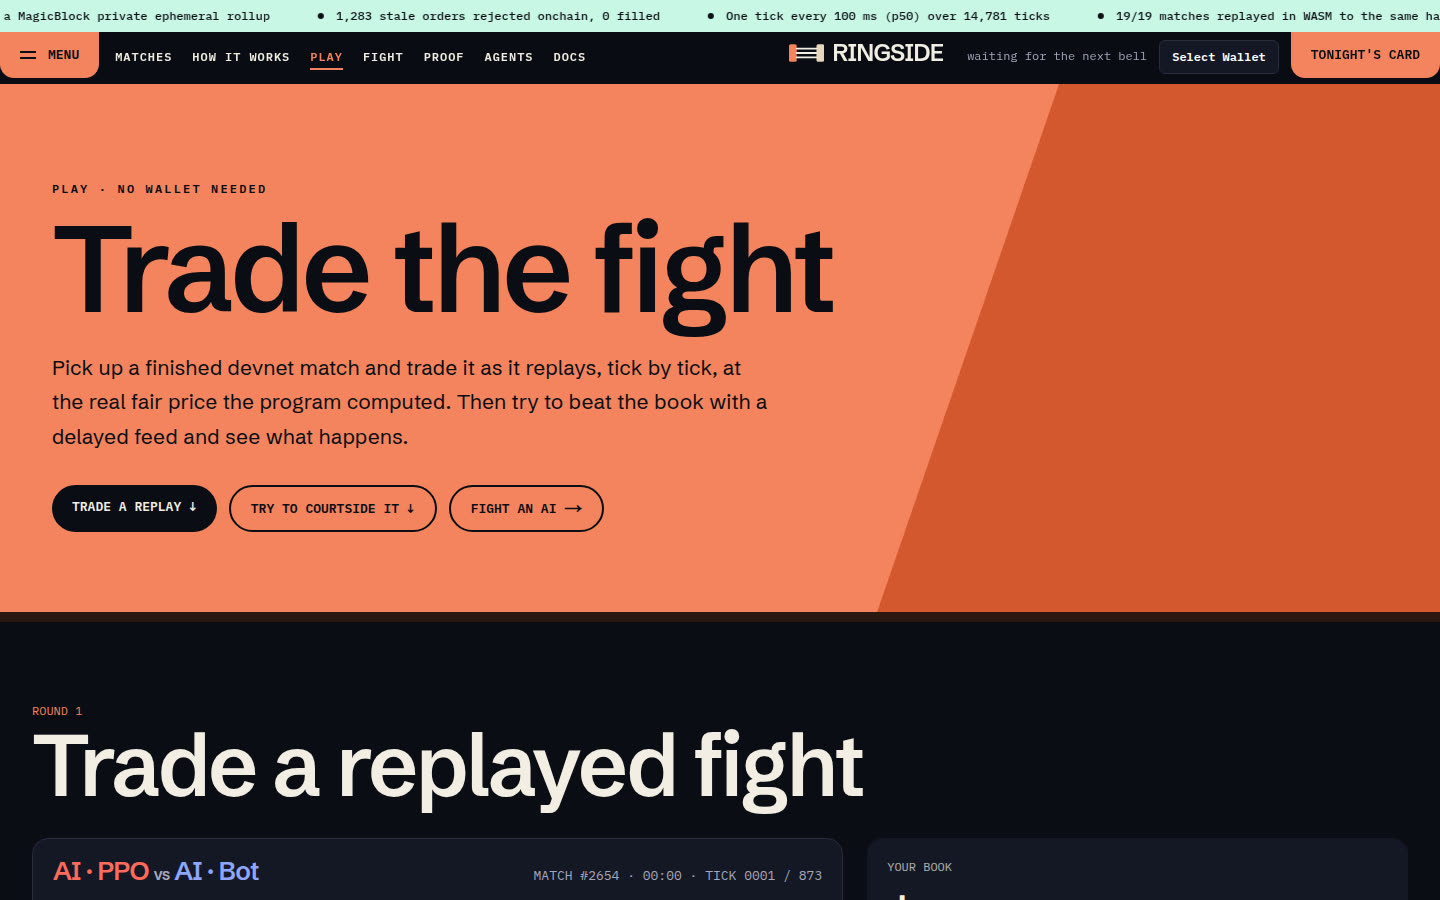 a MagicBlock private ephemeral rollup • 1,283 stale orders rejected onchain, 0 filled • One tick every 100 ms (p50) over 14,781 ticks • 19/19 matches replayed in WASM to the same ha
MENU MATCHES HOW IT WORKS PLAY FIGHT PROOF AGENTS DOCS RINGSIDE waiting for the next bell Select Wallet TONIGHT'S CARD
PLAY · NO WALLET NEEDED
Trade the fight
Pick up a finished devnet match and trade it as it replays, tick by tick, at
the real fair price the program computed. Then try to beat the book with a
delayed feed and see what happens.
TRADE A REPLAY ↓ TRY TO COURTSIDE IT ↓ FIGHT AN AI →
ROUND 1
Trade a replayed fight
AI · PPO vs AI · Bot MATCH #2654 · 00:00 · TICK 0001 / 873
YOUR BOOK